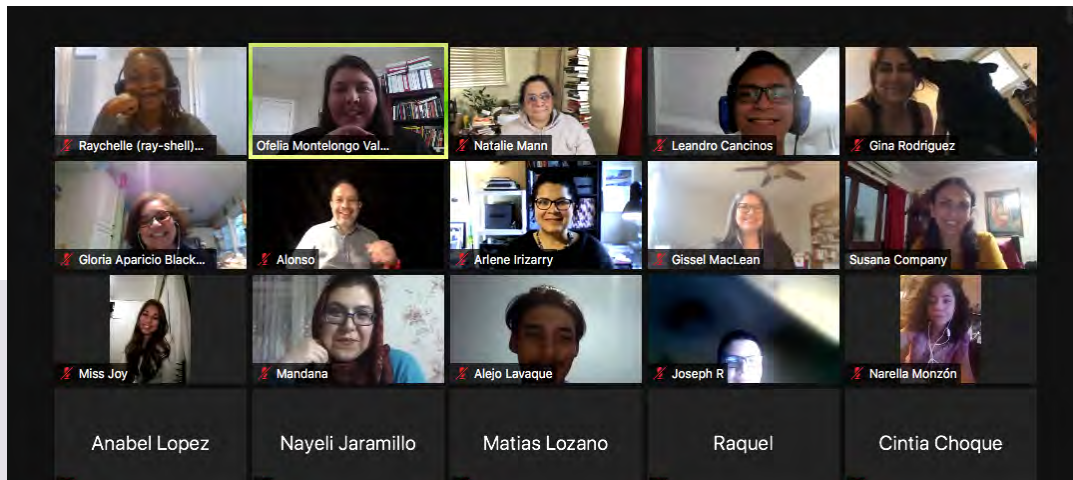 Raychelle (ray-shell)...
Ofelia Montelongo Val...
Natalie Mann
Leandro Cancinos
Gina Rodriguez
Gloria Aparicio Black...
Alonso
Arlene Irizarry
Gissel MacLean
Susana Company
Miss Joy
Mandana
Alejo Lavaque
Joseph R
Narella Monzón
Anabel Lopez
Nayeli Jaramillo
Matias Lozano
Raquel
Cintia Choque